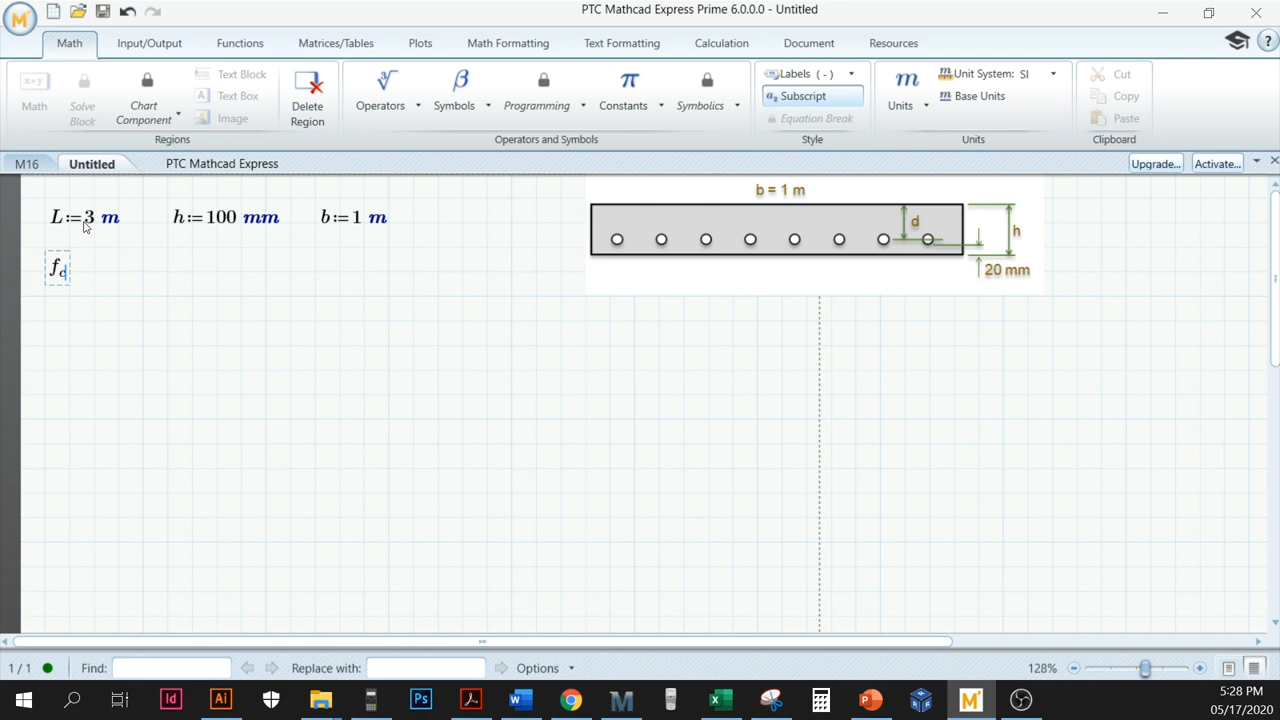 PTC Mathcad Express Prime 6.0.0.0 - Untitled
Math Input/Output Functions Matrices/Tables Plots Math Formatting Text Formatting Calculation Document Resources
Math
Solve Block
Chart Component
Text Block
Text Box
Image
Delete Region
Regions
Operators
Symbols
Programming
Constants
Symbolics
Operators and Symbols
Labels (-)
Subscript
Equation Break
Style
Units
Unit System: SI
Base Units
Units
Cut
Copy
Paste
Clipboard
M16 Untitled PTC Mathcad Express Upgrade... Activate...
L:=3 m h:=100 mm b:=1 m
b = 1 m
d
h
20 mm
f c
1 / 1 Find: Replace with: Options 128%
5:28 PM
05/17/2020